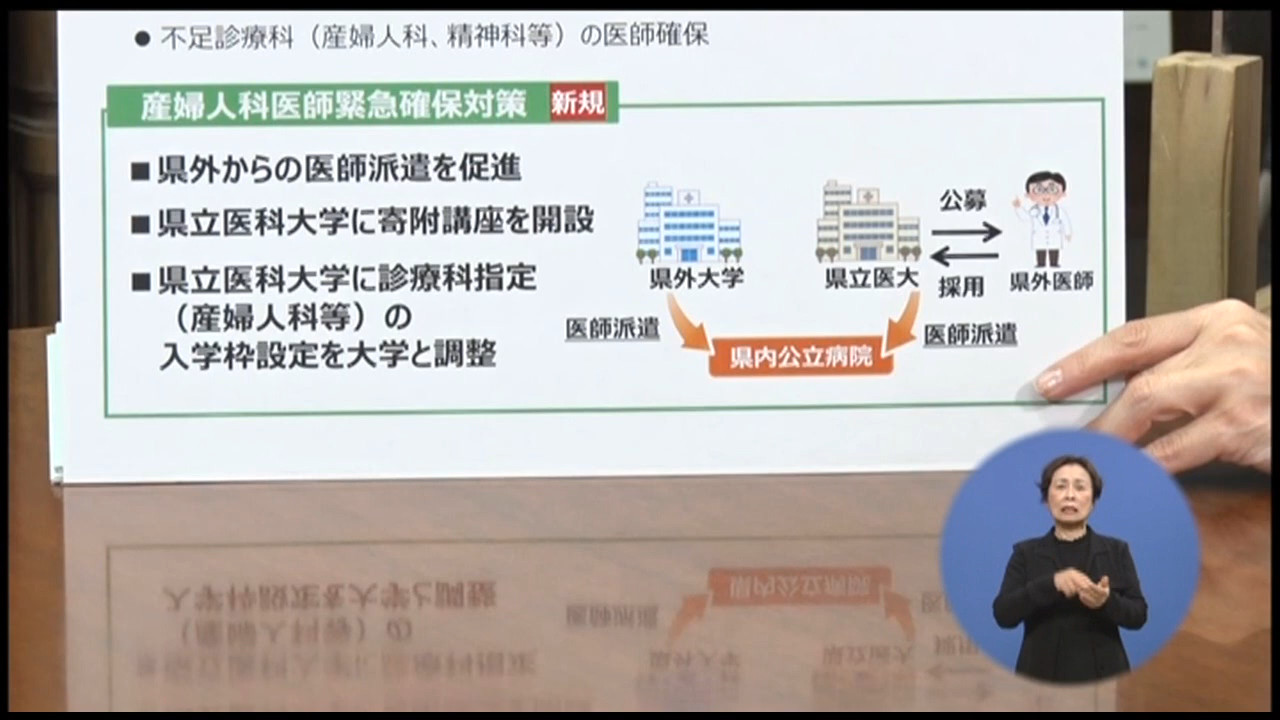 ● 不足診療科（産婦人科、精神科等）の医師確保
産婦人科医師緊急確保対策 新規
■ 県外からの医師派遣を促進
■ 県立医科大学に寄附講座を開設
■ 県立医科大学に診療科指定
（産婦人科等）の
入学枠設定を大学と調整
県外大学
県立医大
公募
採用
県外医師
医師派遣
医師派遣
県内公立病院